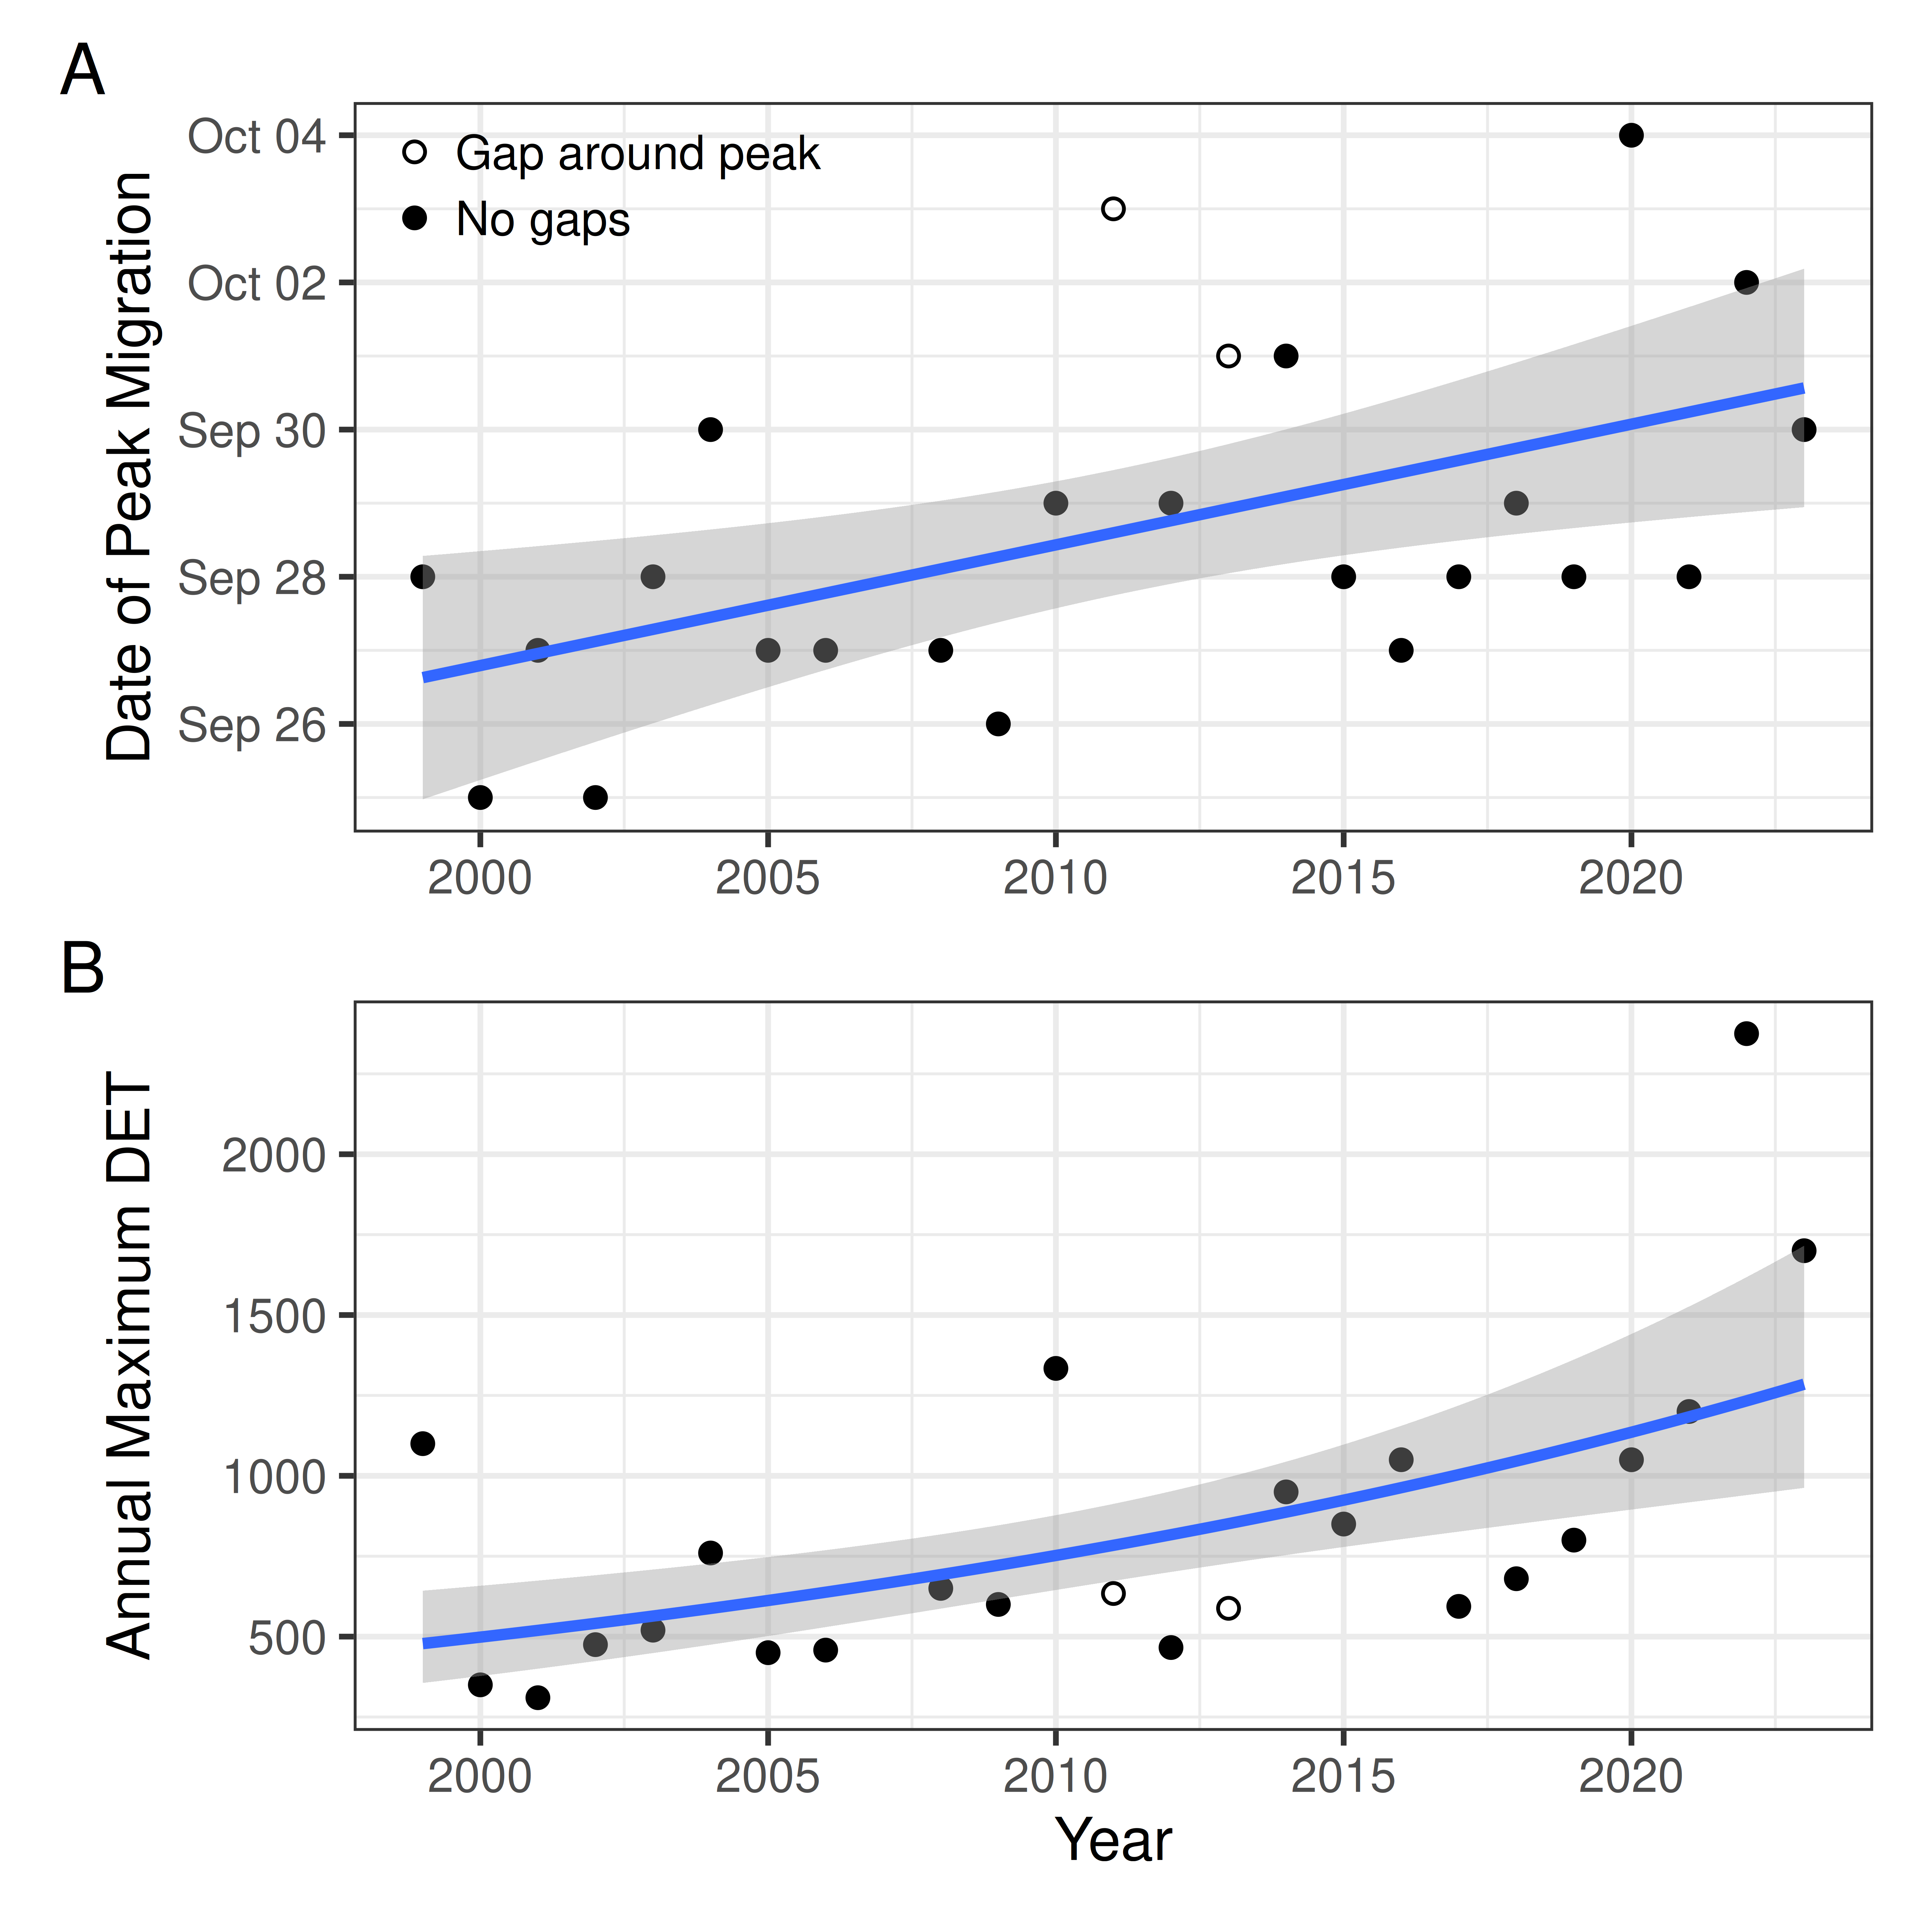 A
Date of Peak Migration
Oct 04
Oct 02
Sep 30
Sep 28
Sep 26
Gap around peak
No gaps
2000 2005 2010 2015 2020
B
Annual Maximum DET
2000
1500
1000
500
2000 2005 2010 2015 2020
Year